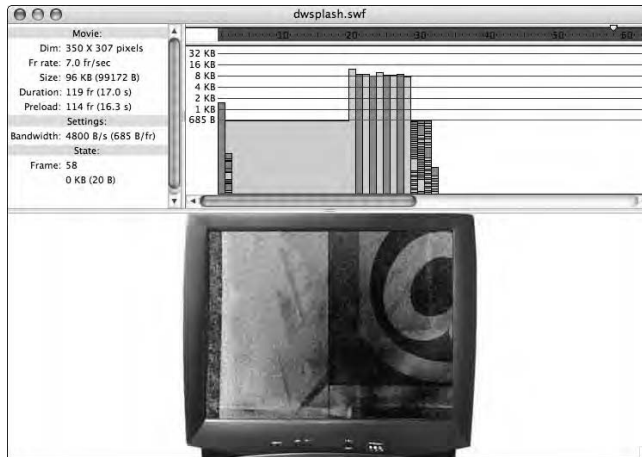 dwsplash.swf
Movie:
Dim: 350 X 307 pixels
Fr rate: 7.0 fr/sec
Size: 96 KB (99172 B)
Duration: 119 fr (17.0 s)
Preload: 114 fr (16.3 s)
Settings:
Bandwidth: 4800 B/s (685 B/fr)
State:
Frame: 58
0 KB (20 B)
10 20 30 40 50 60
32 KB
16 KB
8 KB
4 KB
2 KB
1 KB
685 B